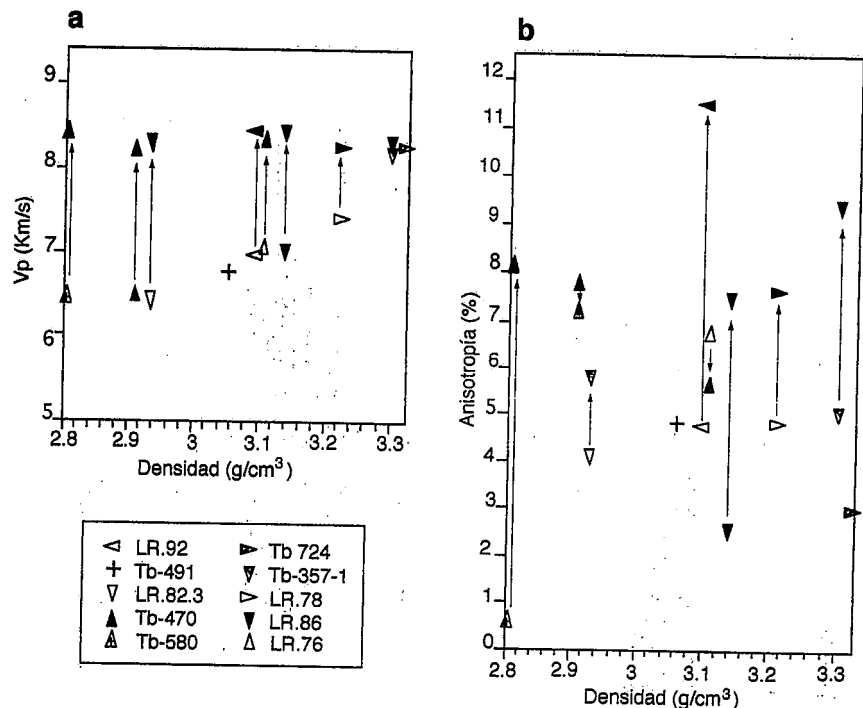 a
9
8
7
6
5
Vp (Km/s)
2.8 2.9 3 3.1 3.2 3.3
Densidad (g/cm³)
LR.92
Tb-491
LR.82.3
Tb-470
Tb-580
Tb 724
Tb-357-1
LR.78
LR.86
LR.76
b
12
11
10
9
8
7
6
5
4
3
2
1
0
Anisotropía (%)
2.8 2.9 3 3.1 3.2 3.3
Densidad (g/cm³)